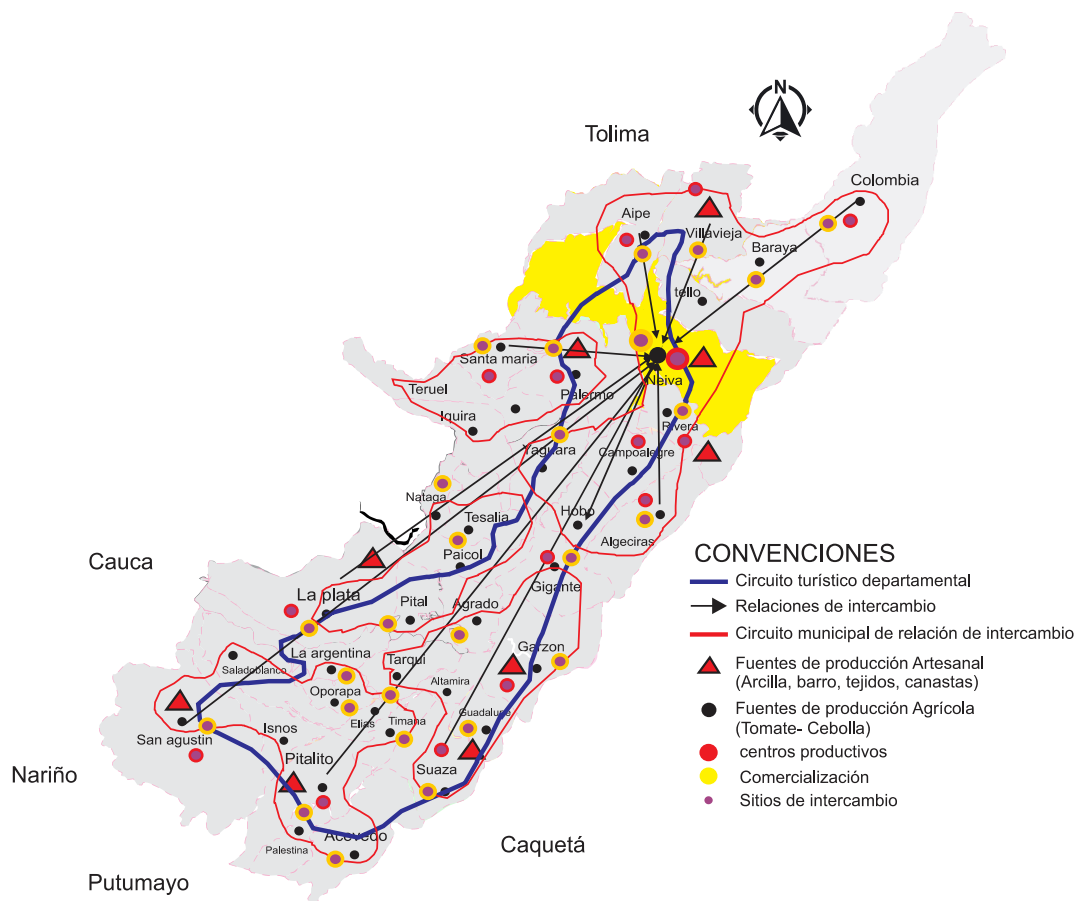 N
Tolima
Colombia
Aipe
Villavieja
Baraya
tello
Santa maria
Neiva
Teruel
Palermo
Iquira
Rivera
Yaguara
Campoalegre
Nataga
Tesalia
Hobo
Algeciras
CONVENCIONES
Circuito turístico departamental
Relaciones de intercambio
Circuito municipal de relación de intercambio
Fuentes de producción Artesanal
(Arcilla, barro, tejidos, canastas)
Fuentes de producción Agrícola
(Tomate- Cebolla)
centros productivos
Comercialización
Sitios de intercambio
Cauca
Paicol
Gigante
La plata
Pital
Agrado
Garzon
La argentina
Tarqui
Saladoblanco
Altamira
Oporapa
Elias
Timana
Guadalupe
Isnos
San agustin
Pitalito
Suaza
Nariño
Acevedo
Palestina
Caquetá
Putumayo